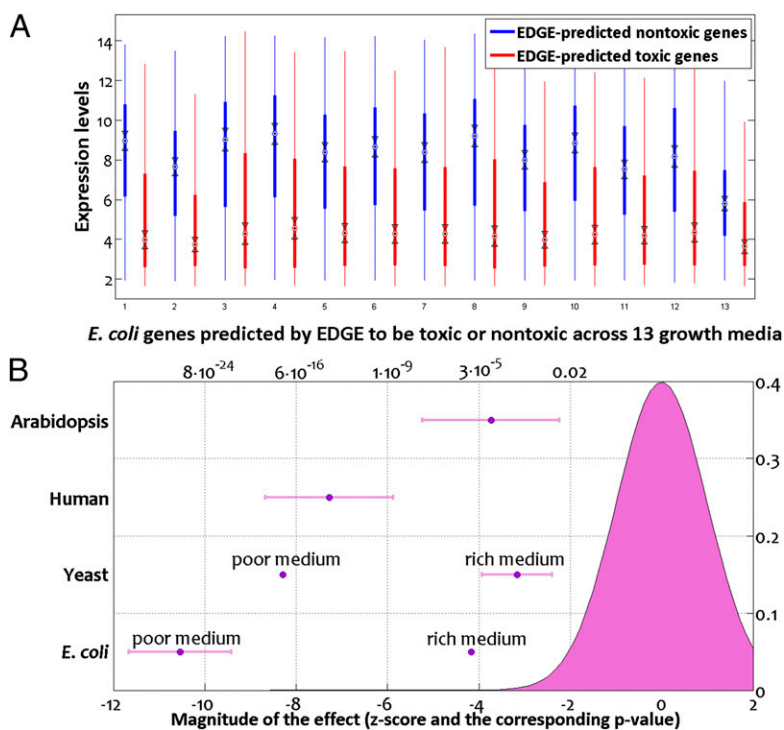 A
EDGE-predicted nontoxic genes
EDGE-predicted toxic genes
Expression levels
14
12
10
8
6
4
2
1 2 3 4 5 6 7 8 9 10 11 12 13
E. coli genes predicted by EDGE to be toxic or nontoxic across 13 growth media
B
8·10⁻²⁴ 6·10⁻¹⁶ 1·10⁻⁹ 3·10⁻⁵ 0.02
0.4
Arabidopsis
0.3
Human
0.2
poor medium rich medium
Yeast
0.1
poor medium rich medium
E. coli
0
-12 -10 -8 -6 -4 -2 0 2
Magnitude of the effect (z-score and the corresponding p-value)